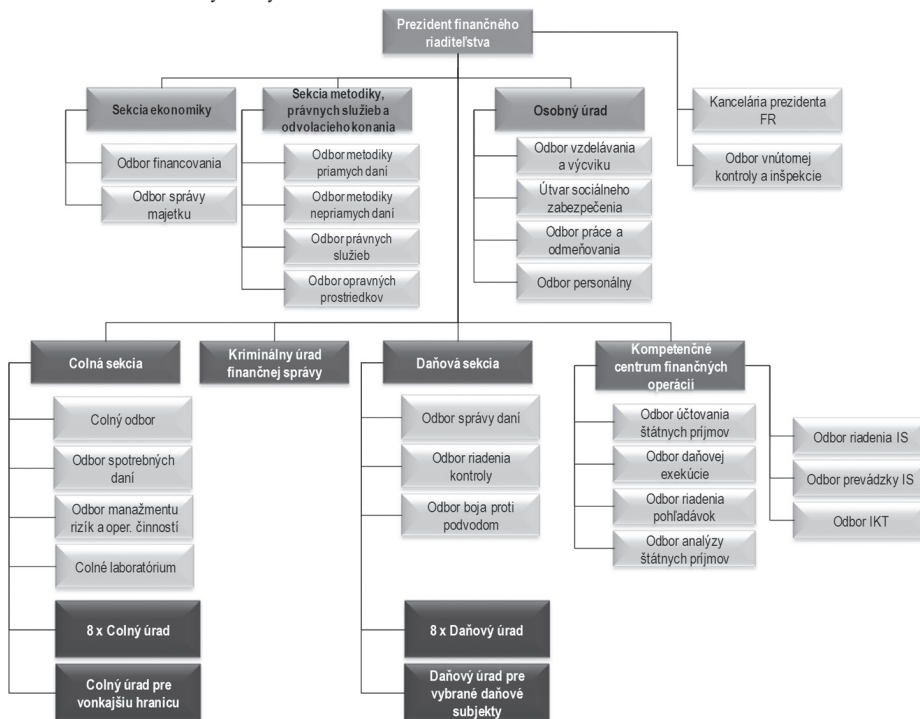 Prezident finančného
riaditeľstva
Kancelária prezidenta
FR
Odbor vnútornej
kontroly a inšpekcie
Sekcia ekonomiky
Odbor financovania
Odbor správy
majetku
Sekcia metodiky,
právnych služieb a
odvolacieho konania
Odbor metodiky
priamych daní
Odbor metodiky
nepriamych daní
Odbor právnych
služieb
Odbor opravných
prostriedkov
Osobný úrad
Odbor vzdelávania
a výcviku
Útvar sociálneho
zabezpečenia
Odbor práce a
odmeňovania
Odbor personálny
Colná sekcia
Colný odbor
Odbor spotrebných
daní
Odbor manažmentu
rizík a oper. činností
Colné laboratórium
8 x Colný úrad
Colný úrad pre
vonkajšiu hranicu
Kriminálny úrad
finančnej správy
Daňová sekcia
Odbor správy daní
Odbor riadenia
kontroly
Odbor boja proti
podvodom
8 x Daňový úrad
Daňový úrad pre
vybrané daňové
subjekty
Kompetenčné
centrum finančných
operácií
Odbor účtovania
štátnych príjmov
Odbor daňovej
exekúcie
Odbor riadenia
pohľadávok
Odbor analýzy
štátnych príjmov
Odbor riadenia IS
Odbor prevádzky IS
Odbor IKT